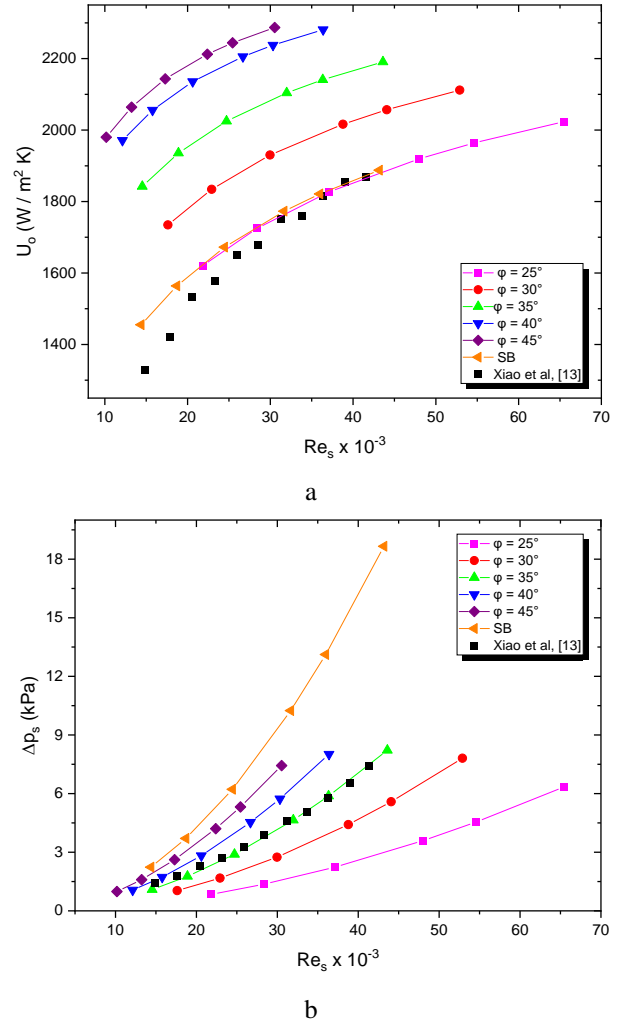 2200
2000
1800
1600
1400
U_o (W / m² K)
φ = 25°
φ = 30°
φ = 35°
φ = 40°
φ = 45°
SB
Xiao et al, [13]
10 20 30 40 50 60 70
Re_s x 10⁻³
a
18
15
12
9
6
3
0
Δp_s (kPa)
φ = 25°
φ = 30°
φ = 35°
φ = 40°
φ = 45°
SB
Xiao et al, [13]
10 20 30 40 50 60 70
Re_s x 10⁻³
b